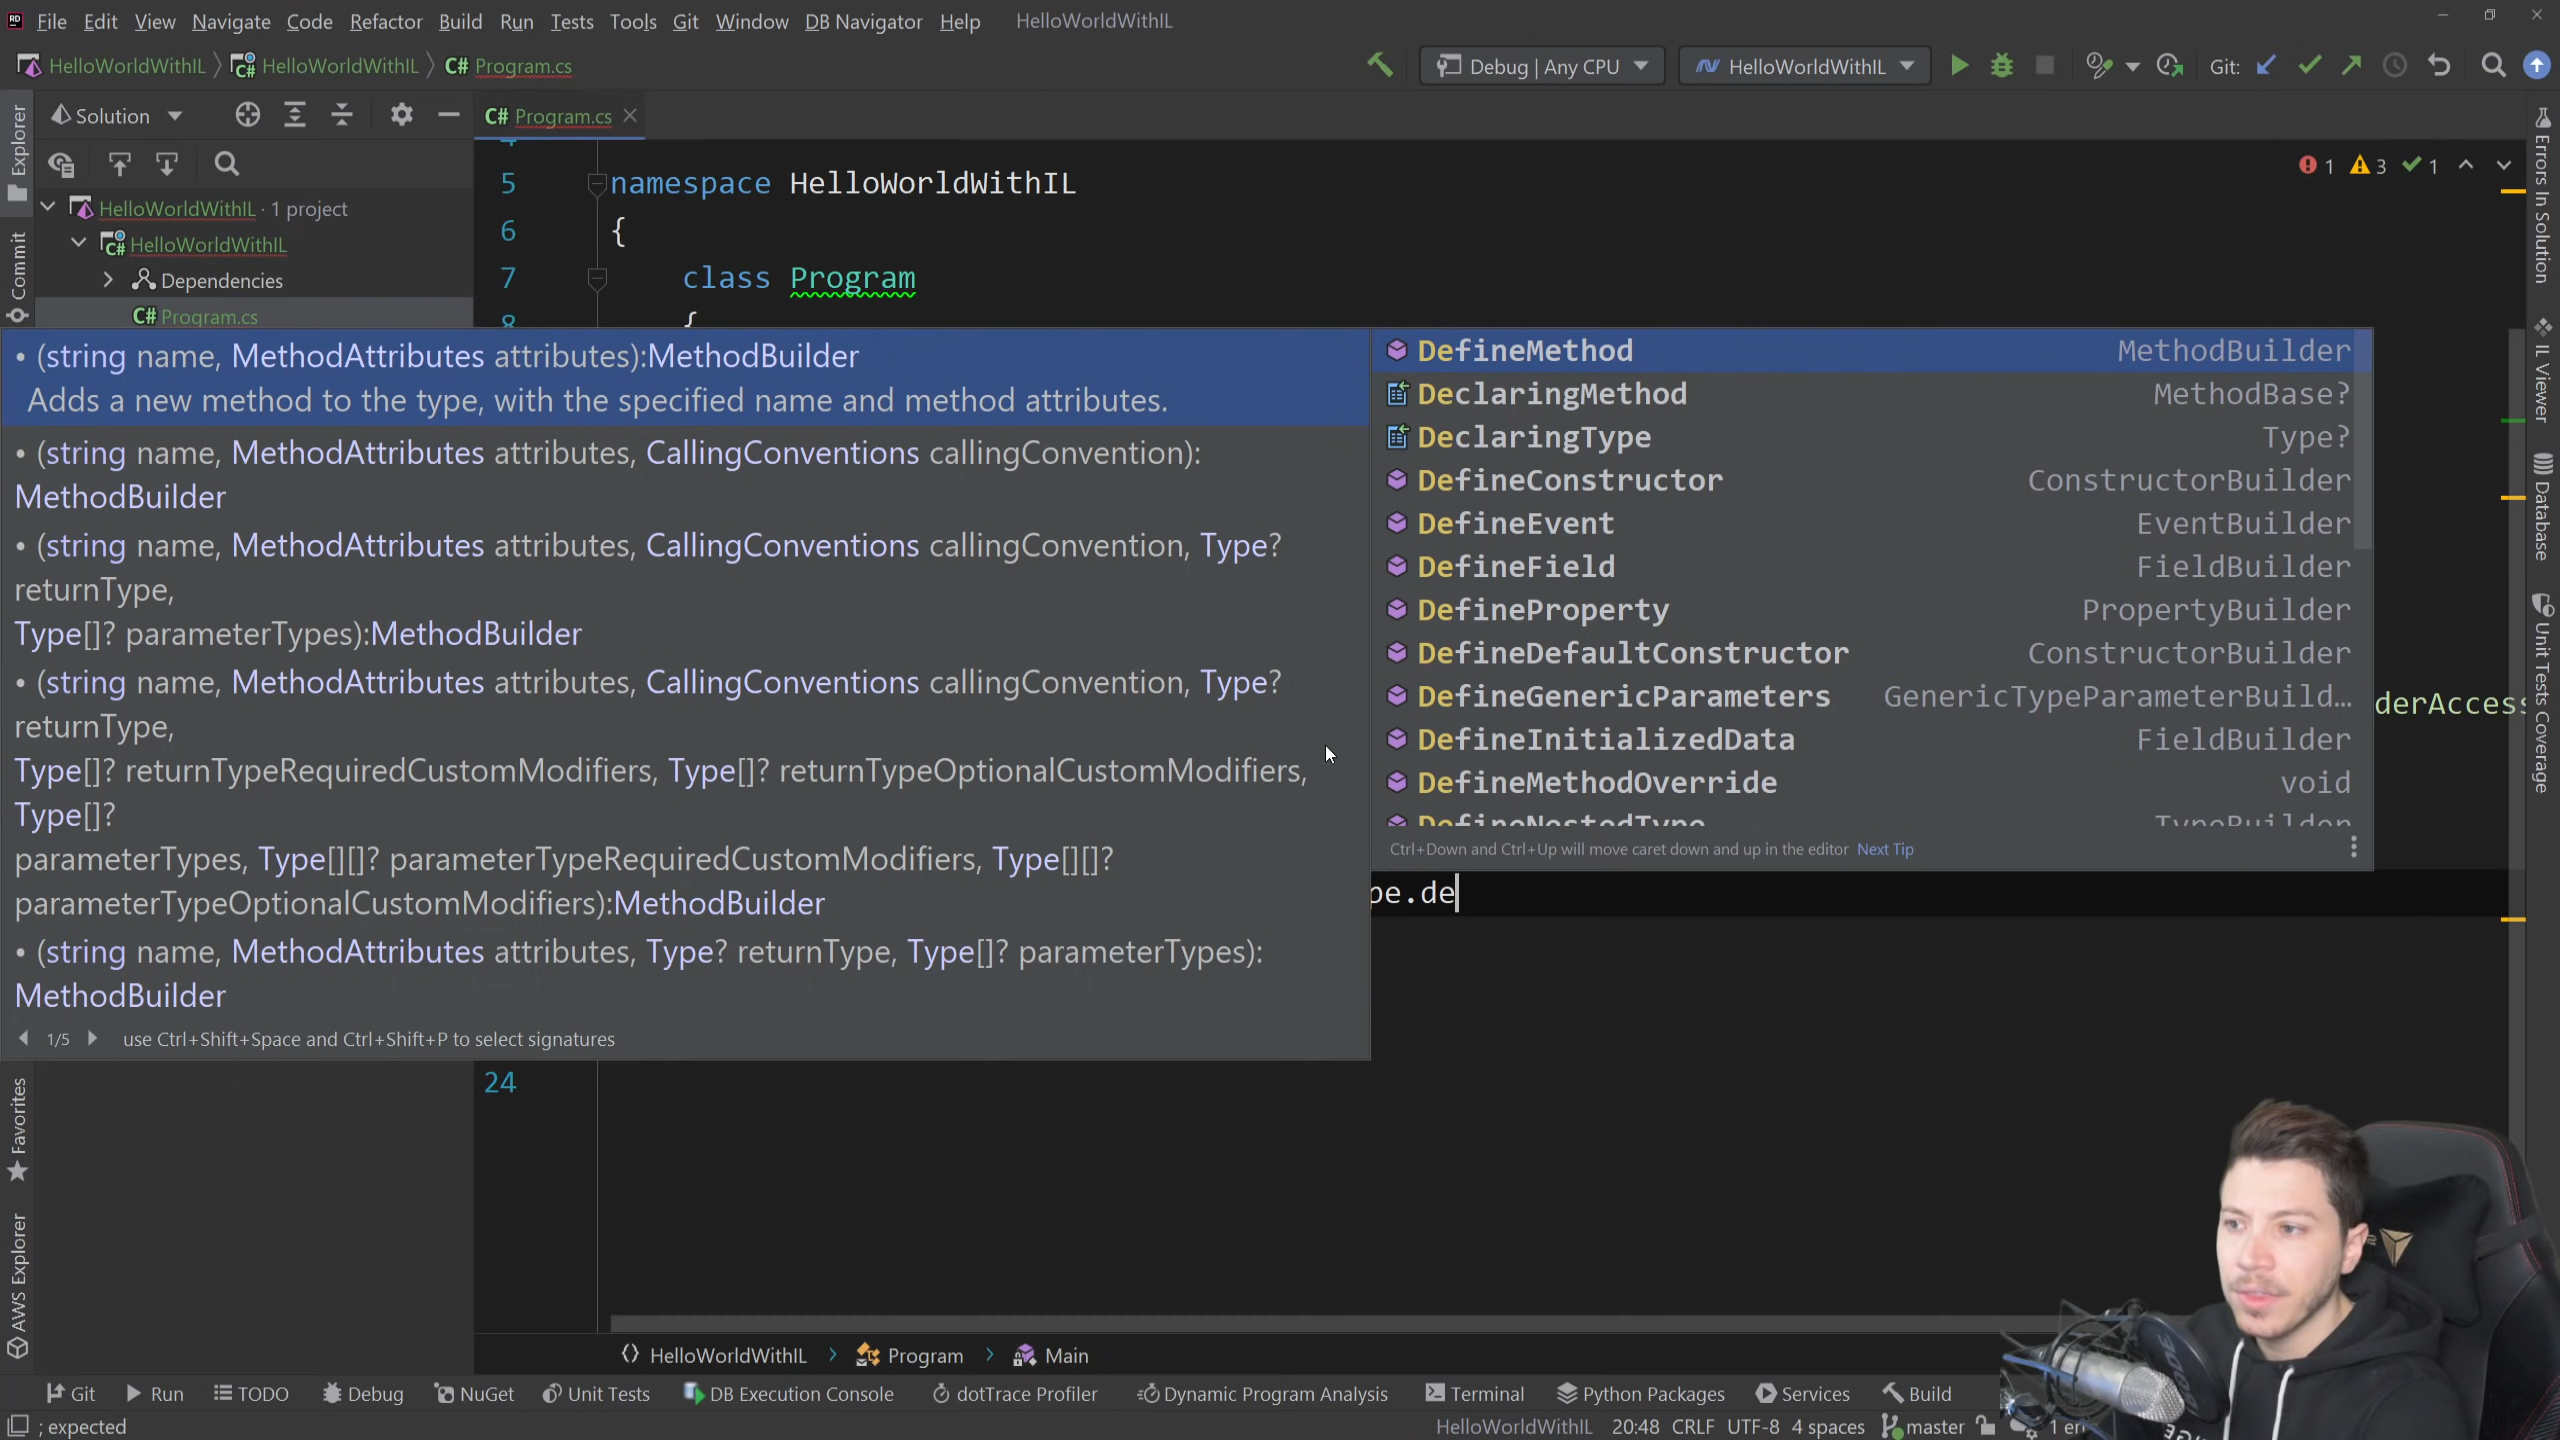 File Edit View Navigate Code Refactor Build Run Tests Tools Git Window DB Navigator Help HelloWorldWithIL
HelloWorldWithIL HelloWorldWithIL C# Program.cs Debug | Any CPU HelloWorldWithIL Git:
Solution
C# Program.cs
Explorer
Commit
HelloWorldWithIL · 1 project
HelloWorldWithIL
Dependencies
C# Program.cs
1 3 1
5 namespace HelloWorldWithIL
6 {
7 class Program
8 {
• (string name, MethodAttributes attributes):MethodBuilder
Adds a new method to the type, with the specified name and method attributes.
• (string name, MethodAttributes attributes, CallingConventions callingConvention):
MethodBuilder
• (string name, MethodAttributes attributes, CallingConventions callingConvention, Type?
returnType,
Type[]? parameterTypes):MethodBuilder
• (string name, MethodAttributes attributes, CallingConventions callingConvention, Type?
returnType,
Type[]? returnTypeRequiredCustomModifiers, Type[]? returnTypeOptionalCustomModifiers,
Type[]?
parameterTypes, Type[][]? parameterTypeRequiredCustomModifiers, Type[][]?
parameterTypeOptionalCustomModifiers):MethodBuilder
• (string name, MethodAttributes attributes, Type? returnType, Type[]? parameterTypes):
MethodBuilder
1/5 use Ctrl+Shift+Space and Ctrl+Shift+P to select signatures
DefineMethod MethodBuilder
DeclaringMethod MethodBase?
DeclaringType Type?
DefineConstructor ConstructorBuilder
DefineEvent EventBuilder
DefineField FieldBuilder
DefineProperty PropertyBuilder
DefineDefaultConstructor ConstructorBuilder
DefineGenericParameters GenericTypeParameterBuild…
DefineInitializedData FieldBuilder
DefineMethodOverride void
DefineNestedType TypeBuilder
Ctrl+Down and Ctrl+Up will move caret down and up in the editor Next Tip
derAccess
pe.de
24
Errors In Solution
IL Viewer
Database
Unit Tests Coverage
Favorites
AWS Explorer
HelloWorldWithIL Program Main
Git Run TODO Debug NuGet Unit Tests DB Execution Console dotTrace Profiler Dynamic Program Analysis Terminal Python Packages Services Build
; expected HelloWorldWithIL 20:48 CRLF UTF-8 4 spaces master 1 err